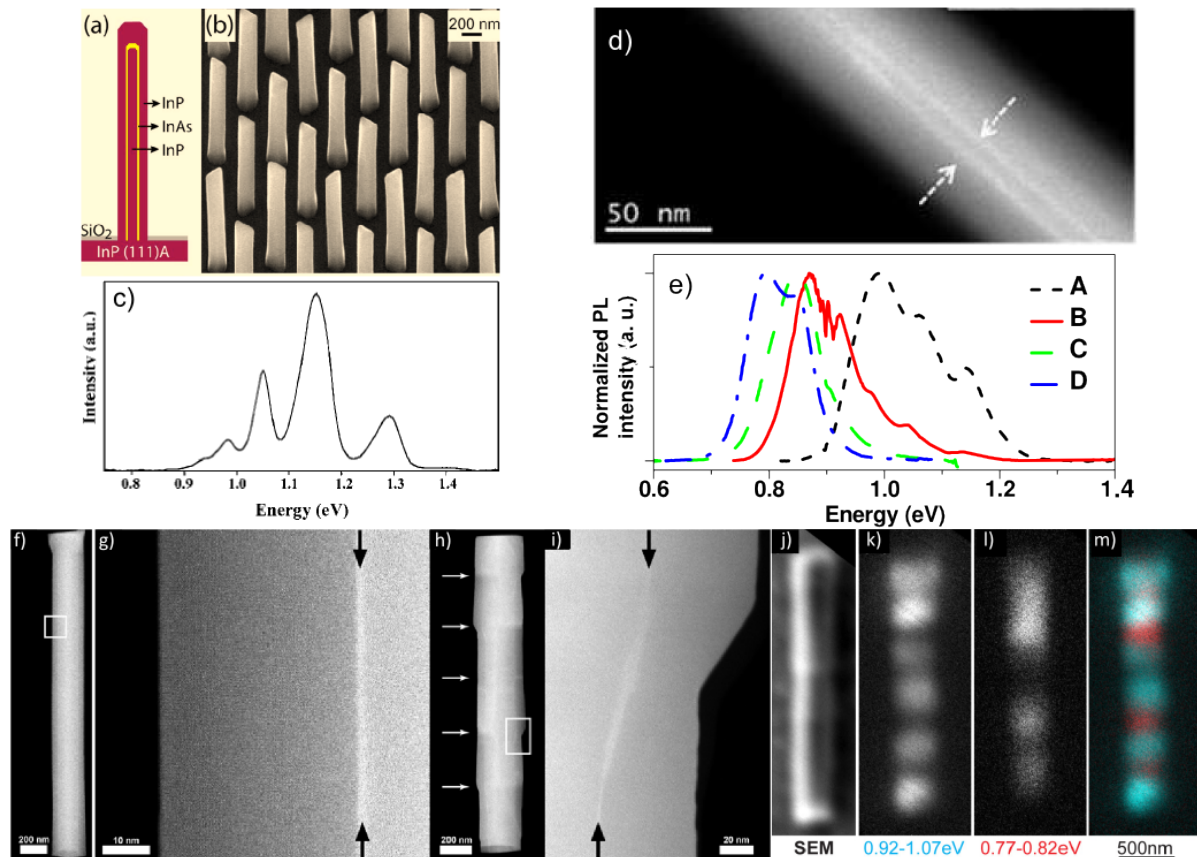 (a)
InP
InAs
InP
SiO2
InP (111)A
(b)
200 nm
c)
Intensity (a.u.)
0.8 0.9 1.0 1.1 1.2 1.3 1.4
Energy (eV)
d)
50 nm
e)
Normalized PL
intensity (a. u.)
A
B
C
D
0.6 0.8 1.0 1.2 1.4
Energy (eV)
f)
200 nm
g)
10 nm
h)
200 nm
i)
20 nm
j)
SEM
k)
0.92-1.07eV
l)
0.77-0.82eV
m)
500nm